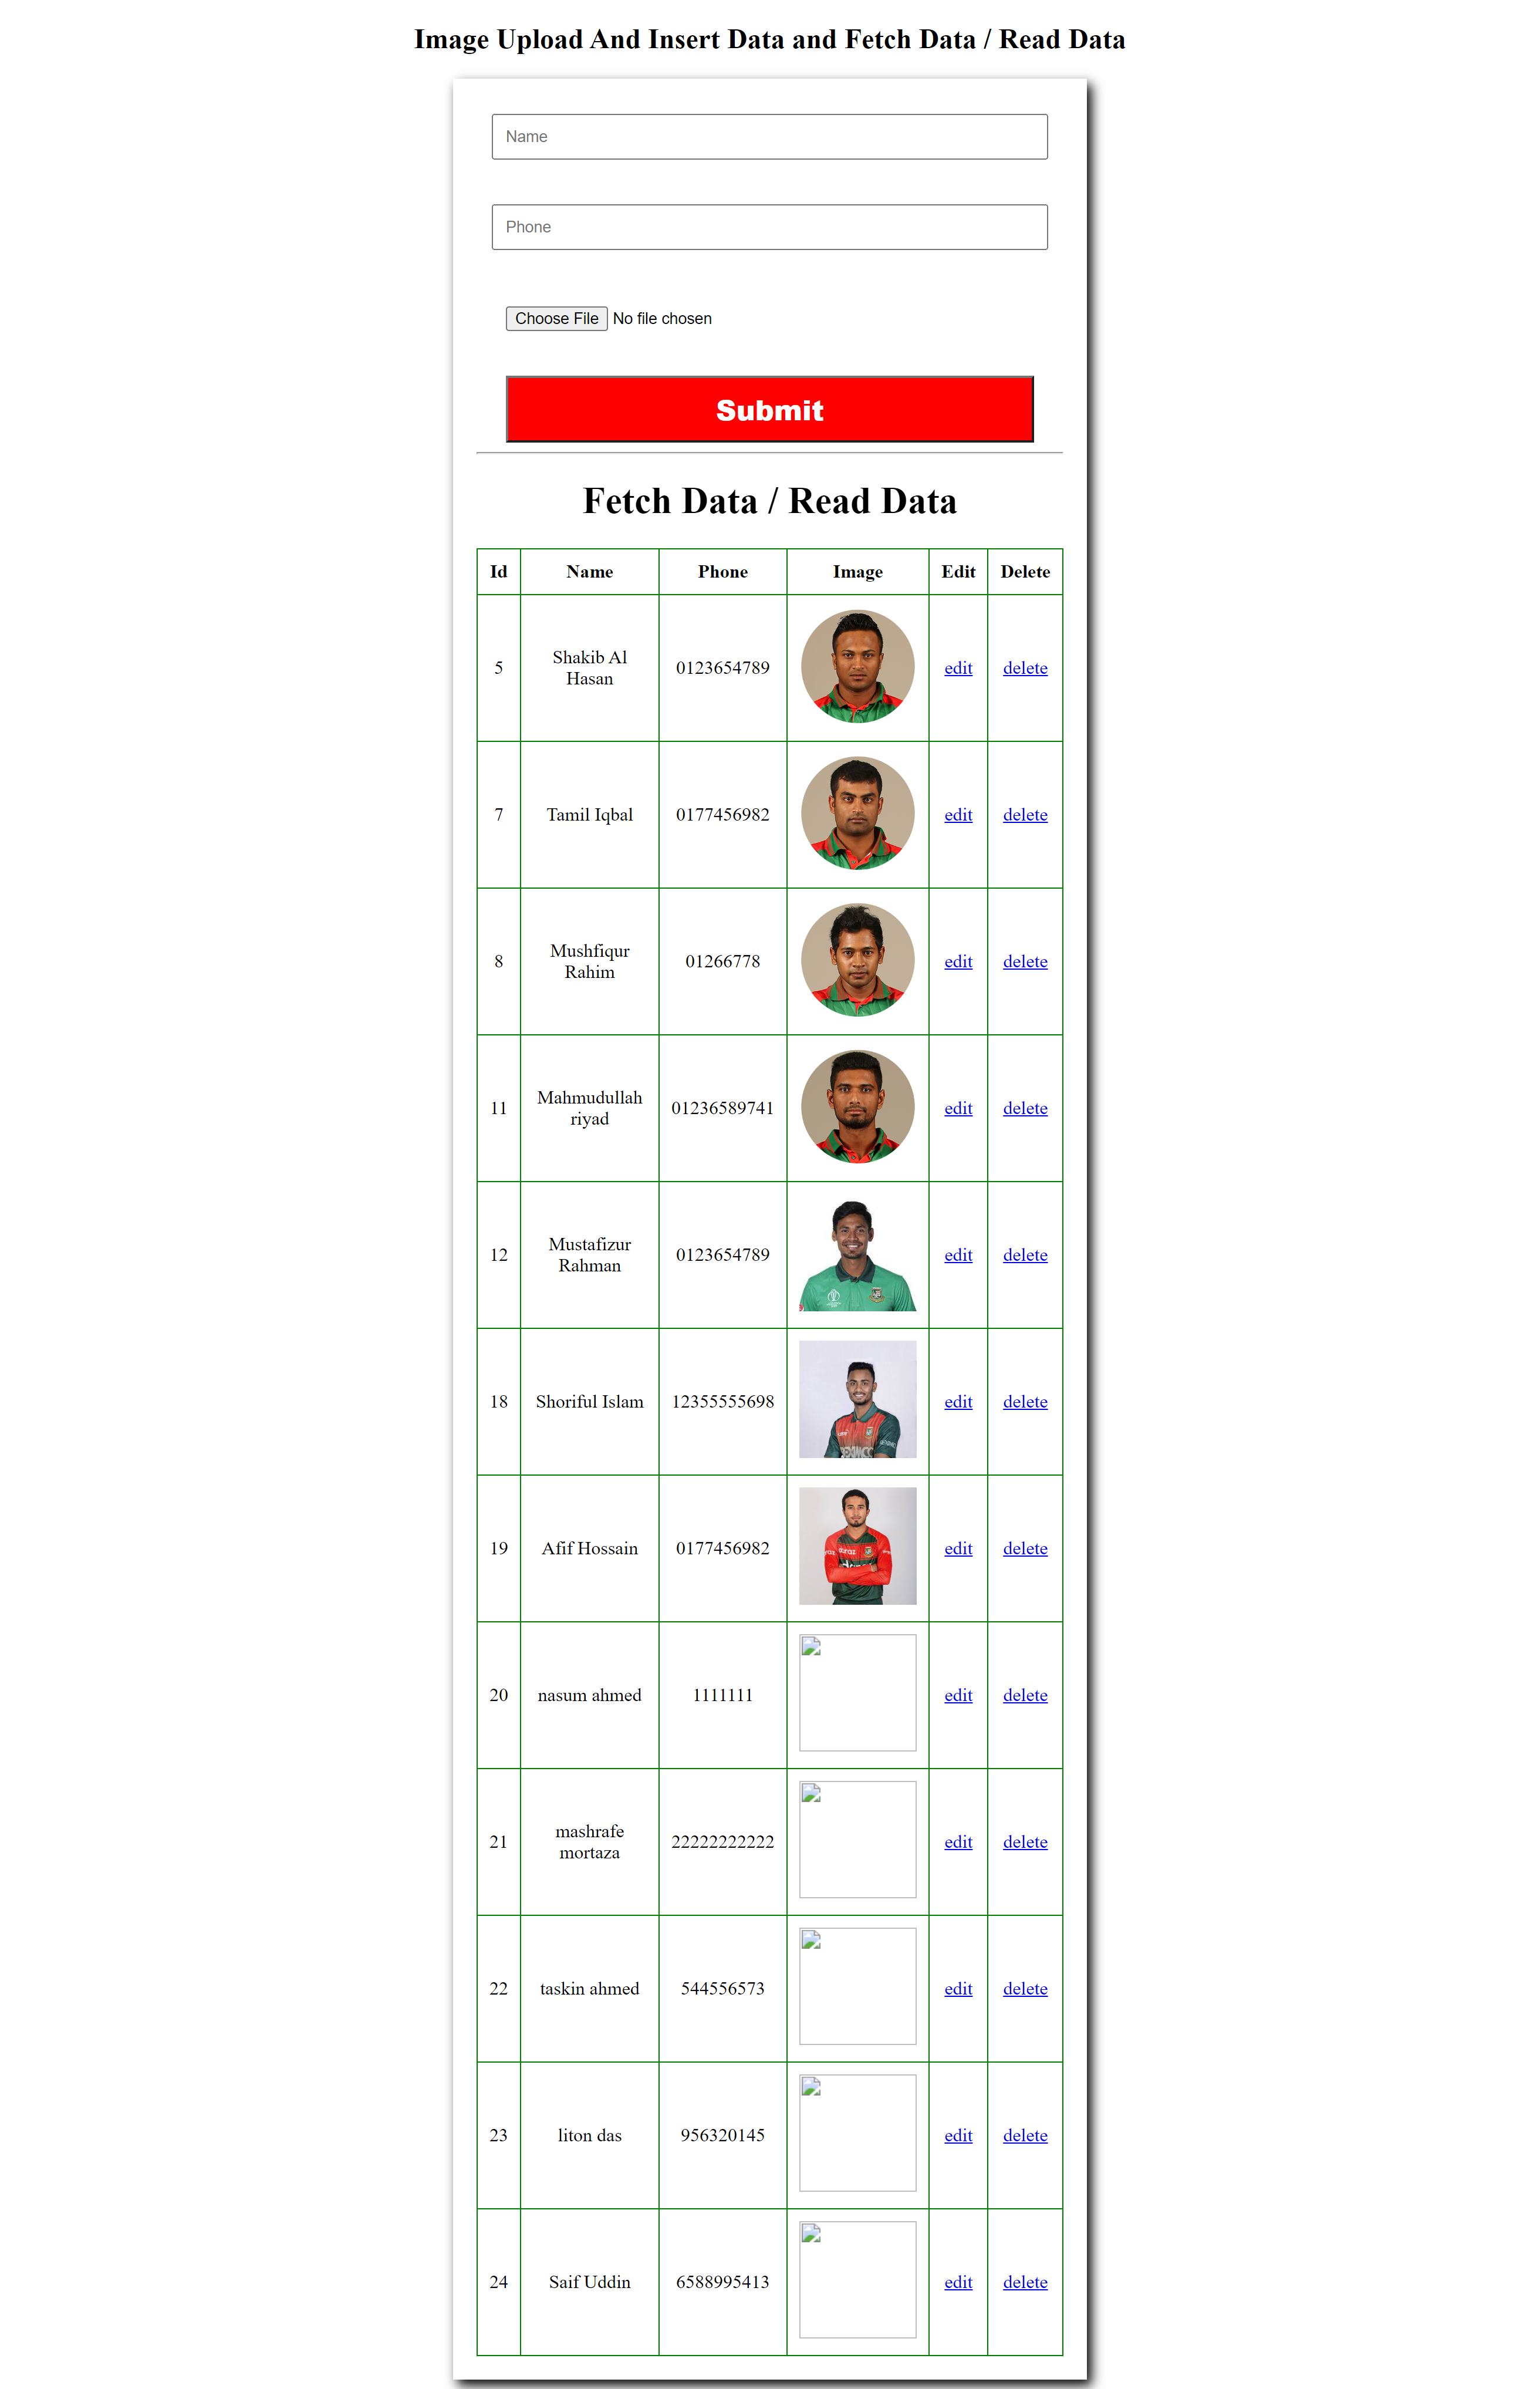 Image Upload And Insert Data and Fetch Data / Read Data
Name
Phone
Choose File No file chosen
Submit
Fetch Data / Read Data
Id Name Phone Image Edit Delete
5 Shakib Al Hasan 0123654789 edit delete
7 Tamil Iqbal 0177456982 edit delete
8 Mushfiqur Rahim 01266778 edit delete
11 Mahmudullah riyad 01236589741 edit delete
12 Mustafizur Rahman 0123654789 edit delete
18 Shoriful Islam 12355555698 edit delete
19 Afif Hossain 0177456982 edit delete
20 nasum ahmed 1111111 edit delete
21 mashrafe mortaza 22222222222 edit delete
22 taskin ahmed 544556573 edit delete
23 liton das 956320145 edit delete
24 Saif Uddin 6588995413 edit delete